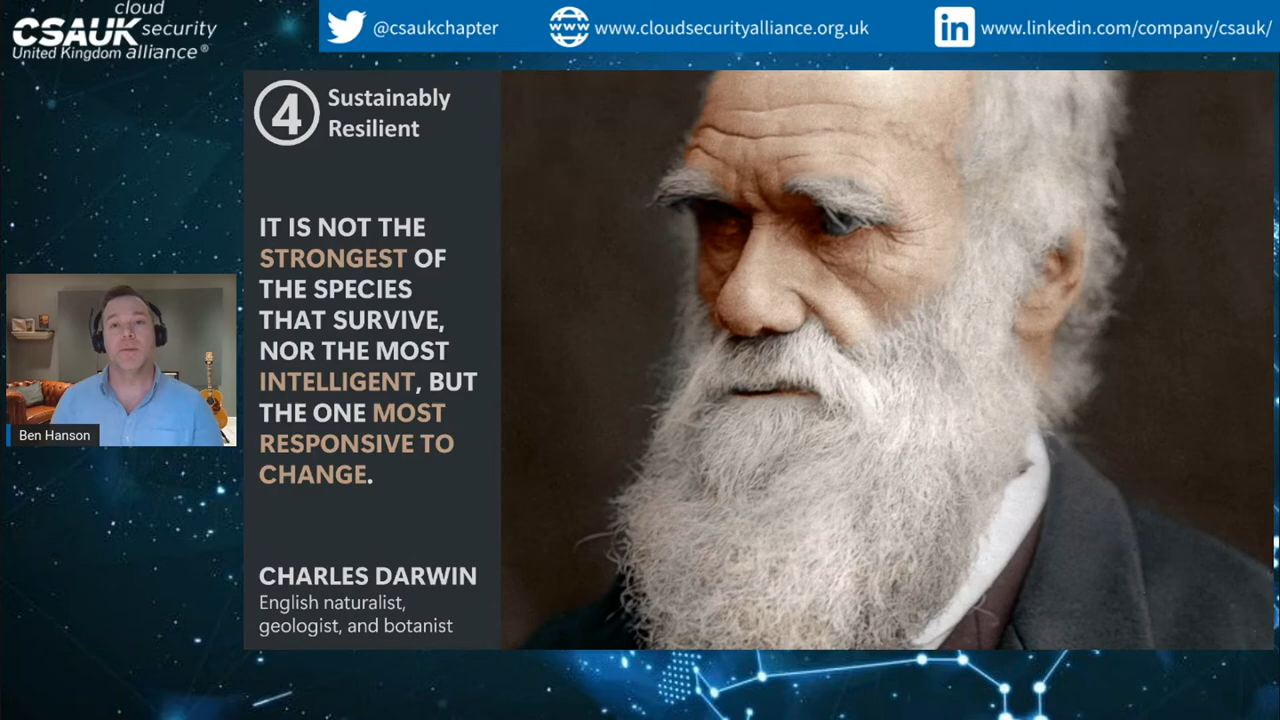 cloud
CSAUK security
United Kingdom alliance®
@csaukchapter
www
www.cloudsecurityalliance.org.uk
in
www.linkedin.com/company/csauk/
4 Sustainably
Resilient
IT IS NOT THE
STRONGEST OF
THE SPECIES
THAT SURVIVE,
NOR THE MOST
INTELLIGENT, BUT
THE ONE MOST
RESPONSIVE TO
CHANGE.
CHARLES DARWIN
English naturalist,
geologist, and botanist
Ben Hanson